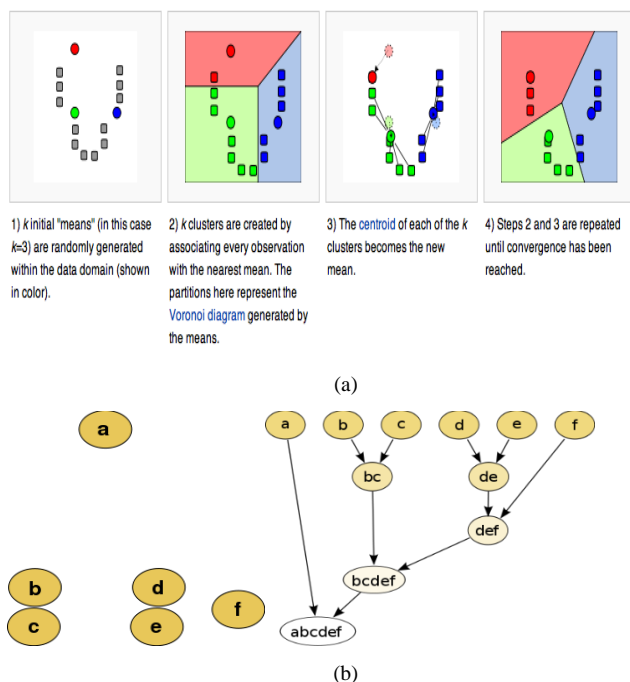 1) k initial "means" (in this case
k=3) are randomly generated
within the data domain (shown
in color).
2) k clusters are created by
associating every observation
with the nearest mean. The
partitions here represent the
Voronoi diagram generated by
the means.
3) The centroid of each of the k
clusters becomes the new
mean.
4) Steps 2 and 3 are repeated
until convergence has been
reached.
(a)
a
b
c
d
e
f
a b c d e f
bc de
def
bcdef
abcdef
(b)